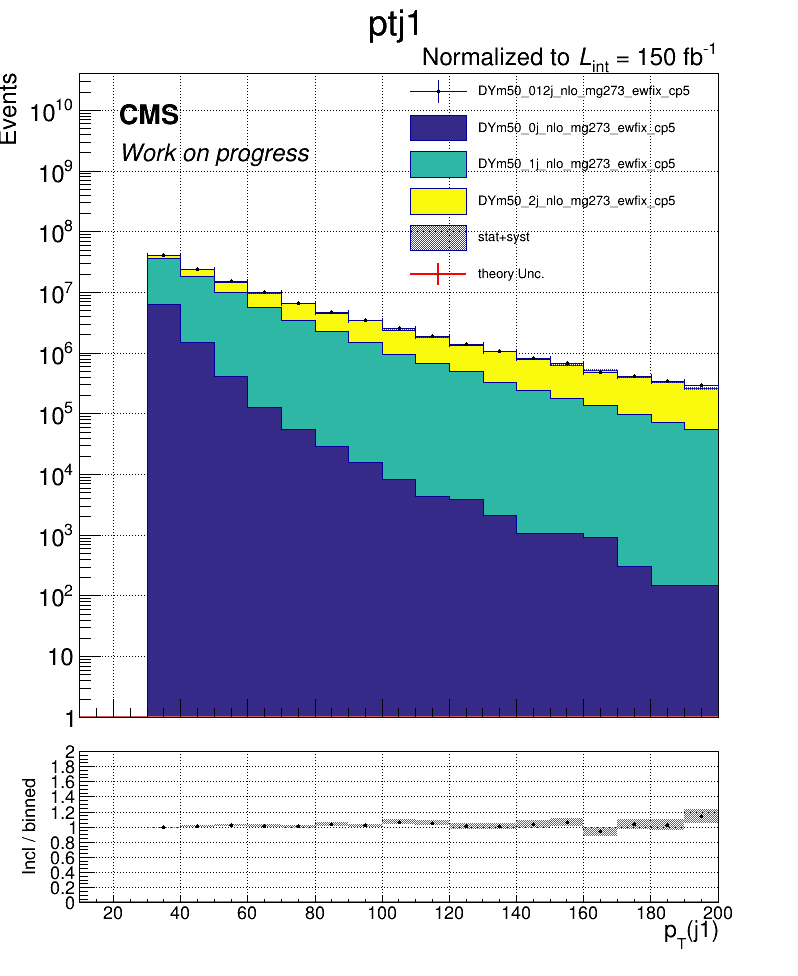 ptj1
Normalized to L_int = 150 fb^-1
Events
CMS
Work on progress
DYm50_012j_nlo_mg273_ewfix_cp5
DYm50_0j_nlo_mg273_ewfix_cp5
DYm50_1j_nlo_mg273_ewfix_cp5
DYm50_2j_nlo_mg273_ewfix_cp5
stat+syst
theory Unc.
10^10
10^9
10^8
10^7
10^6
10^5
10^4
10^3
10^2
10
1
Incl / binned
2
1.8
1.6
1.4
1.2
1
0.8
0.6
0.4
0.2
0
20 40 60 80 100 120 140 160 180 200
p_T(j1)